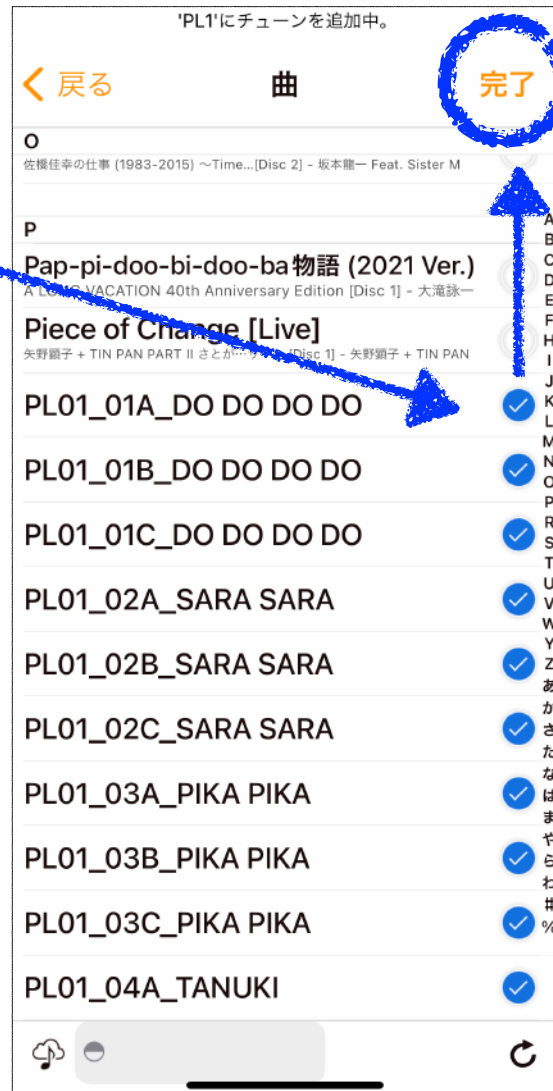 'PL1'にチューンを追加中。
戻る
曲
完了
O
佐橋佳幸の仕事 (1983-2015) 〜Time...[Disc 2] - 坂本龍一 Feat. Sister M
P
Pap-pi-doo-bi-doo-ba物語 (2021 Ver.)
A LONG VACATION 40th Anniversary Edition [Disc 1] - 大滝詠一
Piece of Change [Live]
矢野顕子 + TIN PAN PART II さとが… [Disc 1] - 矢野顕子 + TIN PAN
PL01_01A_DO DO DO DO
PL01_01B_DO DO DO DO
PL01_01C_DO DO DO DO
PL01_02A_SARA SARA
PL01_02B_SARA SARA
PL01_02C_SARA SARA
PL01_03A_PIKA PIKA
PL01_03B_PIKA PIKA
PL01_03C_PIKA PIKA
PL01_04A_TANUKI
A
B
C
D
E
F
H
I
J
K
L
M
N
O
P
R
S
T
U
V
W
Y
Z
あ
か
さ
た
な
は
ま
や
ら
わ
#
%